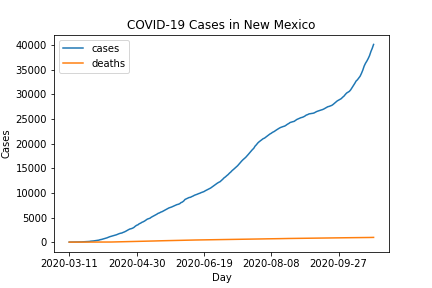 COVID-19 Cases in New Mexico
cases
deaths
40000
35000
30000
25000
20000
15000
10000
5000
0
Cases
2020-03-11 2020-04-30 2020-06-19 2020-08-08 2020-09-27
Day